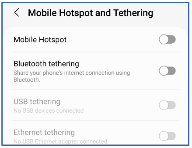 Mobile Hotspot and Tethering
Mobile Hotspot
Bluetooth tethering
Share your phone's internet connection using
Bluetooth.
USB tethering
No USB devices connected
Ethernet tethering
No USB Ethernet adapter connected